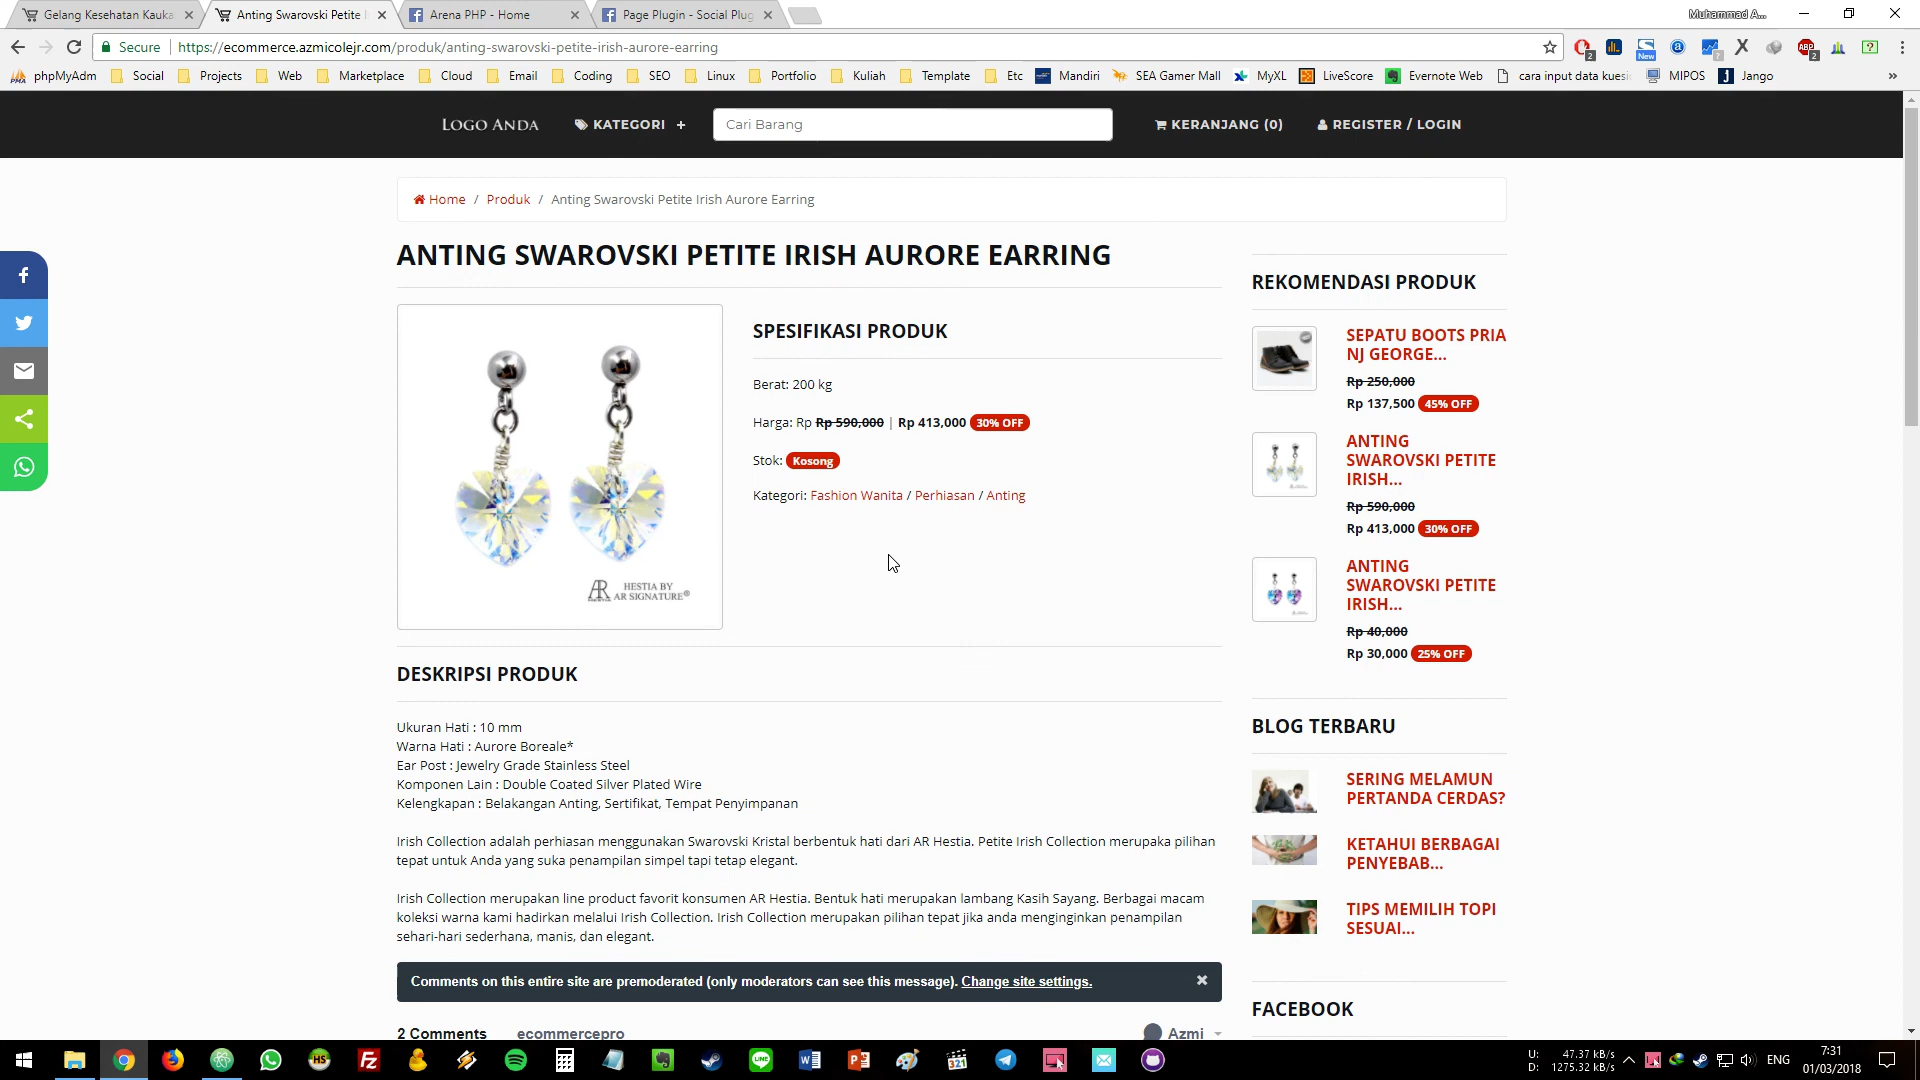 Gelang Kesehatan Kauka
Anting Swarovski Petite I
Arena PHP - Home
Page Plugin - Social Plug
Muhammad A...
Secure
https://ecommerce.azmicolejr.com/produk/anting-swarovski-petite-irish-aurore-earring
phpMyAdm
Social
Projects
Web
Marketplace
Cloud
Email
Coding
SEO
Linux
Portfolio
Kuliah
Template
Etc
Mandiri
SEA Gamer Mall
MyXL
LiveScore
Evernote Web
cara input data kuesi
MIPOS
Jango
LOGO ANDA
KATEGORI +
Cari Barang
KERANJANG (0)
REGISTER / LOGIN
Home / Produk / Anting Swarovski Petite Irish Aurore Earring
ANTING SWAROVSKI PETITE IRISH AURORE EARRING
HESTIA BY
AR SIGNATURE®
SPESIFIKASI PRODUK
Berat: 200 kg
Harga: Rp Rp 590,000 | Rp 413,000 30% OFF
Stok: Kosong
Kategori: Fashion Wanita / Perhiasan / Anting
DESKRIPSI PRODUK
Ukuran Hati : 10 mm
Warna Hati : Aurore Boreale*
Ear Post : Jewelry Grade Stainless Steel
Komponen Lain : Double Coated Silver Plated Wire
Kelengkapan : Belakangan Anting, Sertifikat, Tempat Penyimpanan
Irish Collection adalah perhiasan menggunakan Swarovski Kristal berbentuk hati dari AR Hestia. Petite Irish Collection merupaka pilihan
tepat untuk Anda yang suka penampilan simpel tapi tetap elegant.
Irish Collection merupakan line product favorit konsumen AR Hestia. Bentuk hati merupakan lambang Kasih Sayang. Berbagai macam
koleksi warna kami hadirkan melalui Irish Collection. Irish Collection merupakan pilihan tepat jika anda menginginkan penampilan
sehari-hari sederhana, manis, dan elegant.
Comments on this entire site are premoderated (only moderators can see this message). Change site settings.
2 Comments
ecommercepro
Azmi
REKOMENDASI PRODUK
SEPATU BOOTS PRIA
NJ GEORGE...
Rp 250,000
Rp 137,500 45% OFF
ANTING
SWAROVSKI PETITE
IRISH...
Rp 590,000
Rp 413,000 30% OFF
ANTING
SWAROVSKI PETITE
IRISH...
Rp 40,000
Rp 30,000 25% OFF
BLOG TERBARU
SERING MELAMUN
PERTANDA CERDAS?
KETAHUI BERBAGAI
PENYEBAB...
TIPS MEMILIH TOPI
SESUAI...
FACEBOOK
U: 47.37 kB/s
D: 1275.32 kB/s
ENG
7:31
01/03/2018